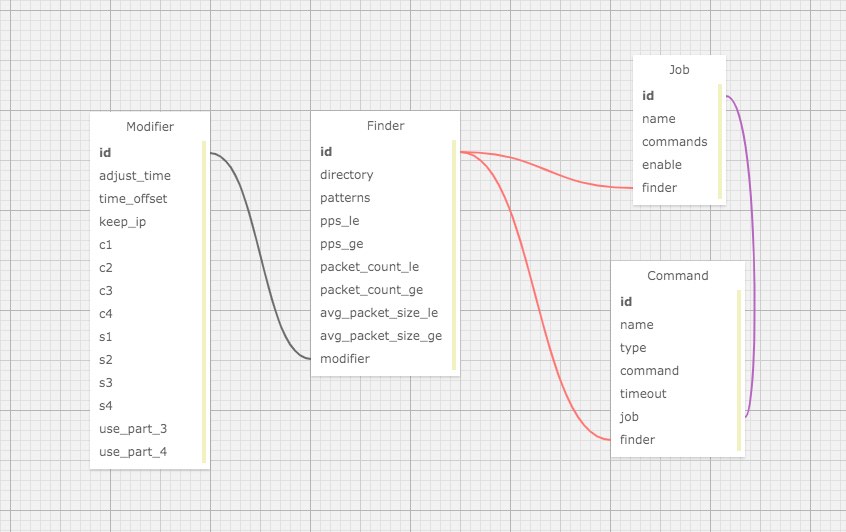 Modifier
id
adjust_time
time_offset
keep_ip
c1
c2
c3
c4
s1
s2
s3
s4
use_part_3
use_part_4
Finder
id
directory
patterns
pps_le
pps_ge
packet_count_le
packet_count_ge
avg_packet_size_le
avg_packet_size_ge
modifier
Job
id
name
commands
enable
finder
Command
id
name
type
command
timeout
job
finder